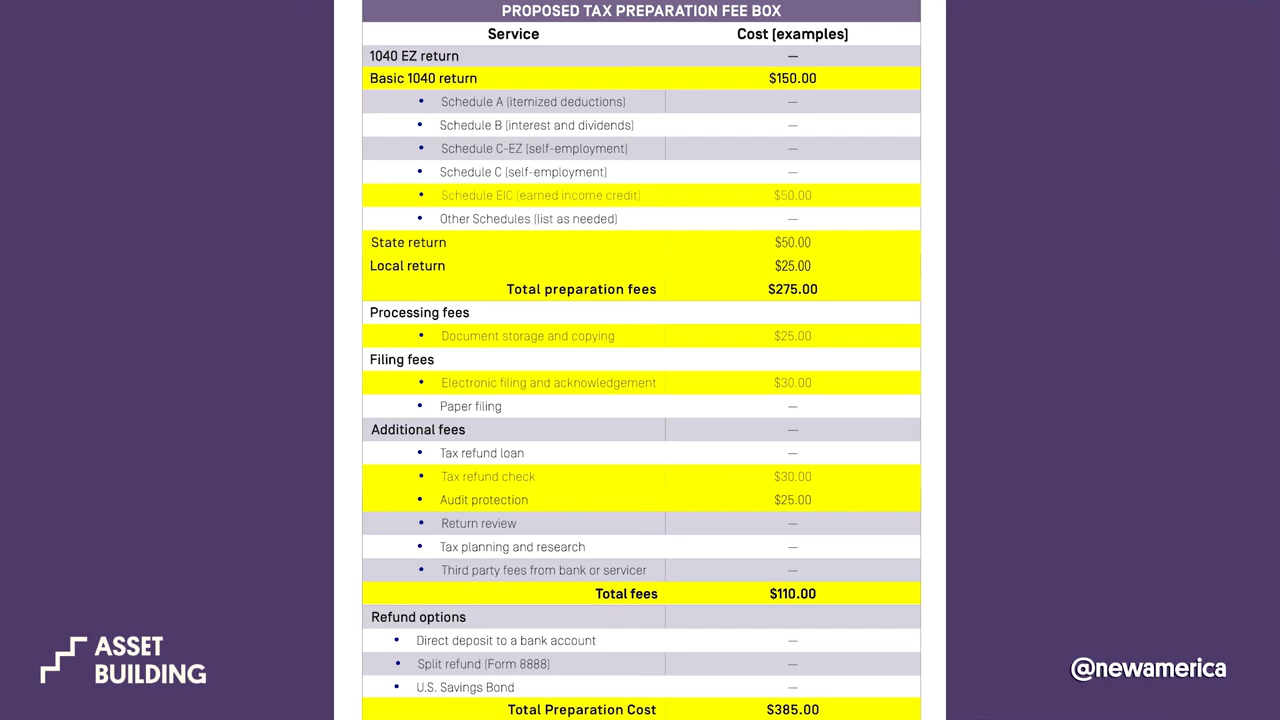 PROPOSED TAX PREPARATION FEE BOX
Service Cost [examples]
1040 EZ return —
Basic 1040 return $150.00
• Schedule A [itemized deductions] —
• Schedule B [interest and dividends] —
• Schedule C-EZ [self-employment] —
• Schedule C [self-employment] —
• Schedule EIC [earned income credit] $50.00
• Other Schedules [list as needed] —
State return $50.00
Local return $25.00
Total preparation fees $275.00
Processing fees
• Document storage and copying $25.00
Filing fees
• Electronic filing and acknowledgement $30.00
• Paper filing —
Additional fees —
• Tax refund loan —
• Tax refund check $30.00
• Audit protection $25.00
• Return review —
• Tax planning and research —
• Third party fees from bank or servicer —
Total fees $110.00
Refund options
• Direct deposit to a bank account —
• Split refund [Form 8888] —
• U.S. Savings Bond —
Total Preparation Cost $385.00
ASSET
BUILDING
@newamerica